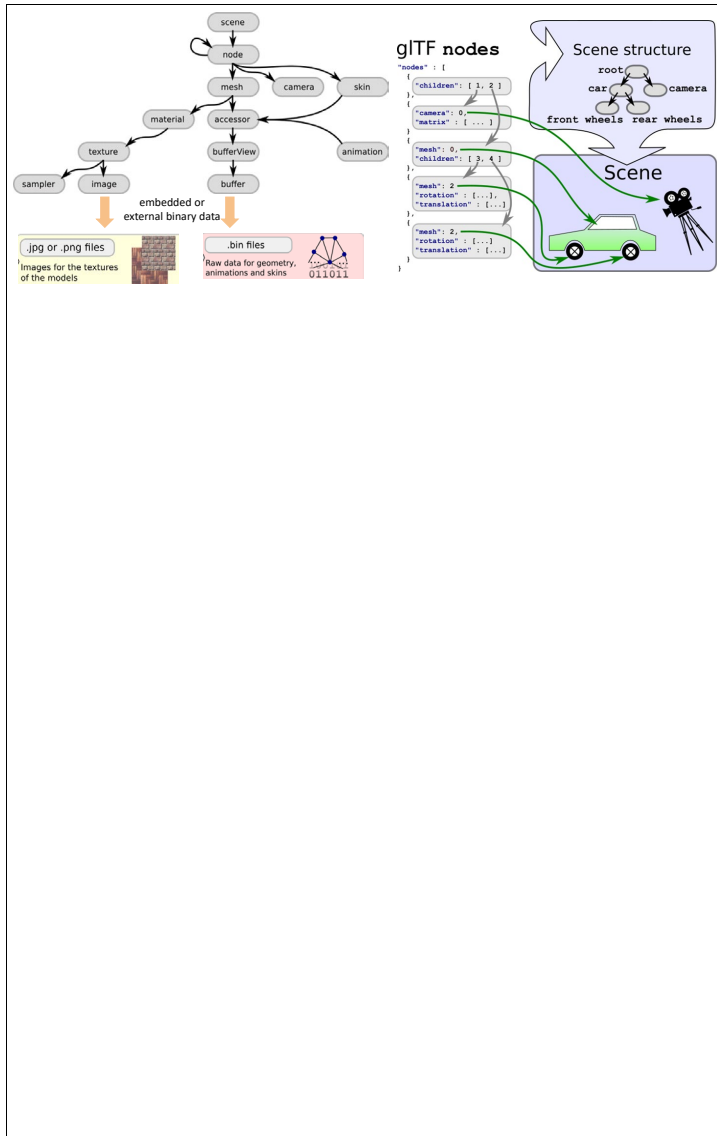 scene
node
mesh
camera
skin
material
accessor
texture
bufferView
animation
sampler
image
buffer
embedded or
external binary data
.jpg or .png files
Images for the textures
of the models
.bin files
Raw data for geometry,
animations and skins
011011
glTF nodes
"nodes" : [
{
"children": [ 1, 2 ]
},
{
"camera": 0,
"matrix" : [ ... ]
},
{
"mesh": 0,
"children": [ 3, 4 ]
},
{
"mesh": 2
"rotation" : [...],
"translation" : [...]
},
{
"mesh": 2,
"rotation" : [...]
"translation" : [...]
}
]
Scene structure
root
car
camera
front wheels
rear wheels
Scene